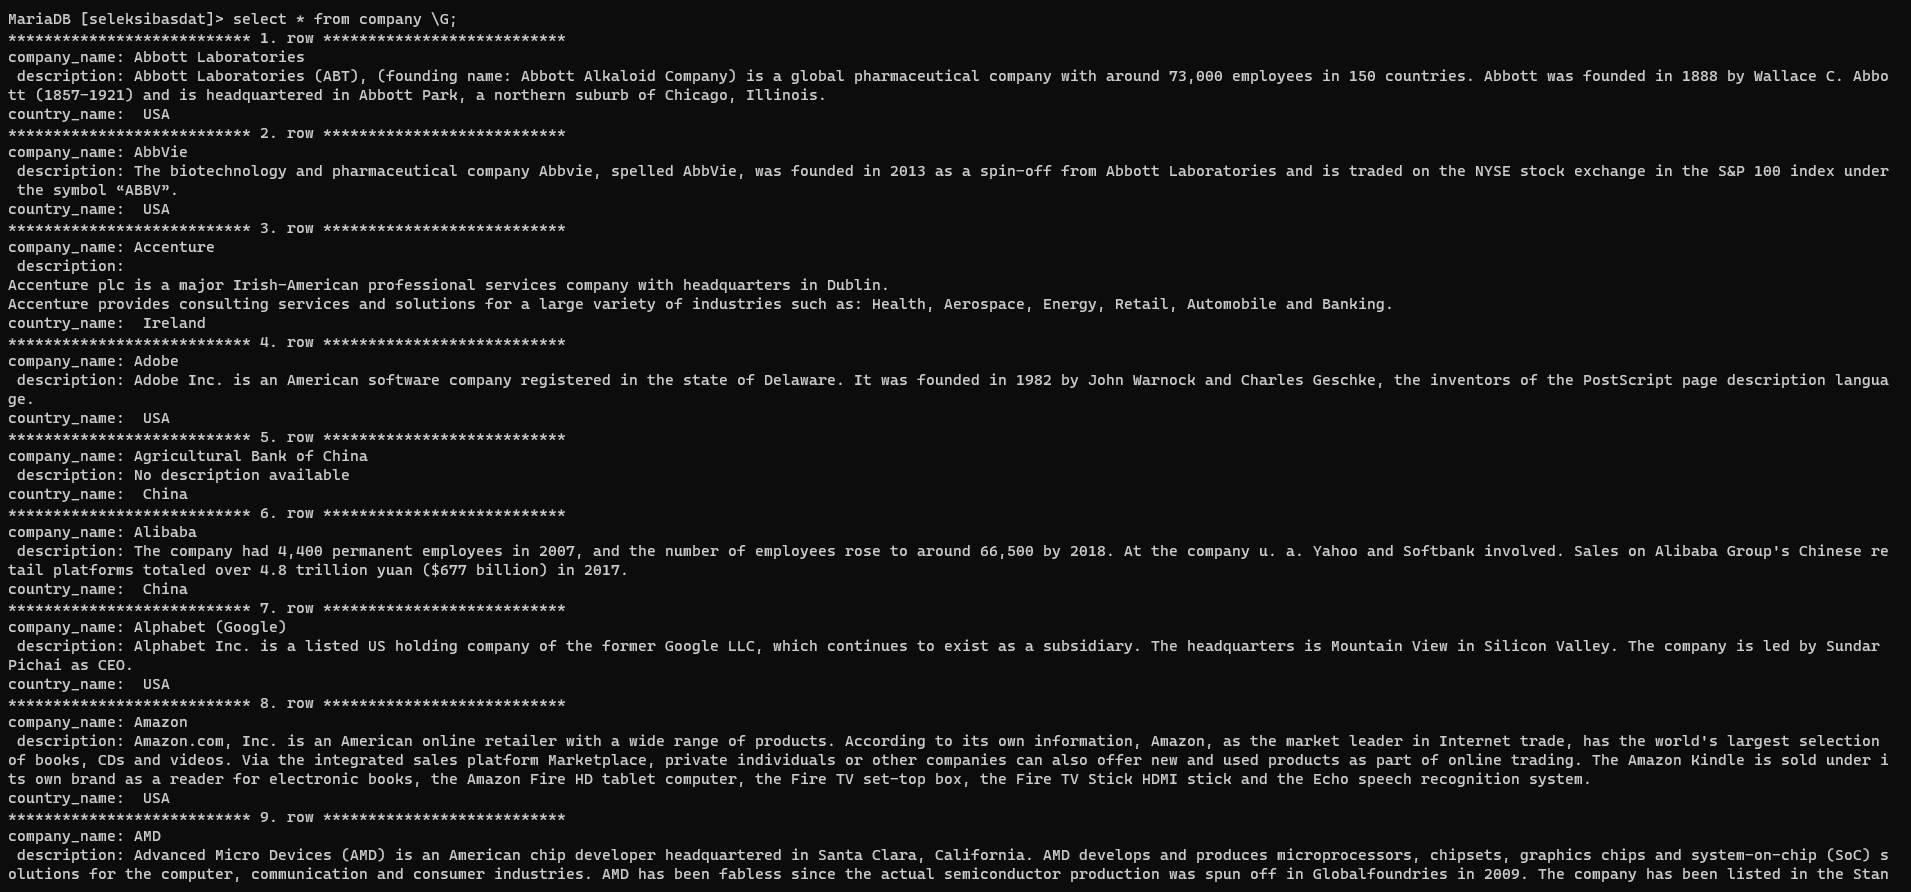 MariaDB [seleksibasdat]> select * from company \G;
*************************** 1. row ***************************
company_name: Abbott Laboratories
 description: Abbott Laboratories (ABT), (founding name: Abbott Alkaloid Company) is a global pharmaceutical company with around 73,000 employees in 150 countries. Abbott was founded in 1888 by Wallace C. Abbo
tt (1857-1921) and is headquartered in Abbott Park, a northern suburb of Chicago, Illinois.
country_name:  USA
*************************** 2. row ***************************
company_name: AbbVie
 description: The biotechnology and pharmaceutical company Abbvie, spelled AbbVie, was founded in 2013 as a spin-off from Abbott Laboratories and is traded on the NYSE stock exchange in the S&P 100 index under
 the symbol “ABBV”.
country_name:  USA
*************************** 3. row ***************************
company_name: Accenture
 description:
Accenture plc is a major Irish-American professional services company with headquarters in Dublin.
Accenture provides consulting services and solutions for a large variety of industries such as: Health, Aerospace, Energy, Retail, Automobile and Banking.
country_name:  Ireland
*************************** 4. row ***************************
company_name: Adobe
 description: Adobe Inc. is an American software company registered in the state of Delaware. It was founded in 1982 by John Warnock and Charles Geschke, the inventors of the PostScript page description langua
ge.
country_name:  USA
*************************** 5. row ***************************
company_name: Agricultural Bank of China
 description: No description available
country_name:  China
*************************** 6. row ***************************
company_name: Alibaba
 description: The company had 4,400 permanent employees in 2007, and the number of employees rose to around 66,500 by 2018. At the company u. a. Yahoo and Softbank involved. Sales on Alibaba Group's Chinese re
tail platforms totaled over 4.8 trillion yuan ($677 billion) in 2017.
country_name:  China
*************************** 7. row ***************************
company_name: Alphabet (Google)
 description: Alphabet Inc. is a listed US holding company of the former Google LLC, which continues to exist as a subsidiary. The headquarters is Mountain View in Silicon Valley. The company is led by Sundar
Pichai as CEO.
country_name:  USA
*************************** 8. row ***************************
company_name: Amazon
 description: Amazon.com, Inc. is an American online retailer with a wide range of products. According to its own information, Amazon, as the market leader in Internet trade, has the world's largest selection
of books, CDs and videos. Via the integrated sales platform Marketplace, private individuals or other companies can also offer new and used products as part of online trading. The Amazon Kindle is sold under i
ts own brand as a reader for electronic books, the Amazon Fire HD tablet computer, the Fire TV set-top box, the Fire TV Stick HDMI stick and the Echo speech recognition system.
country_name:  USA
*************************** 9. row ***************************
company_name: AMD
 description: Advanced Micro Devices (AMD) is an American chip developer headquartered in Santa Clara, California. AMD develops and produces microprocessors, chipsets, graphics chips and system-on-chip (SoC) s
olutions for the computer, communication and consumer industries. AMD has been fabless since the actual semiconductor production was spun off in Globalfoundries in 2009. The company has been listed in the Stan